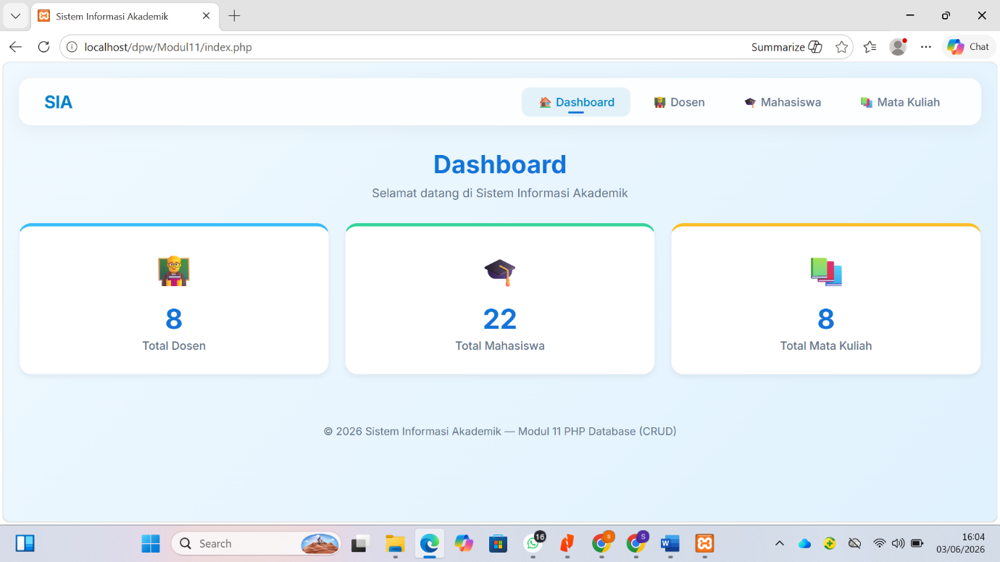 Sistem Informasi Akademik
localhost/dpw/Modul11/index.php
Summarize
Chat
SIA
Dashboard
Dosen
Mahasiswa
Mata Kuliah
Dashboard
Selamat datang di Sistem Informasi Akademik
8
22
8
Total Dosen
Total Mahasiswa
Total Mata Kuliah
© 2026 Sistem Informasi Akademik — Modul 11 PHP Database (CRUD)
Search
16
S
S
16:04
03/06/2026